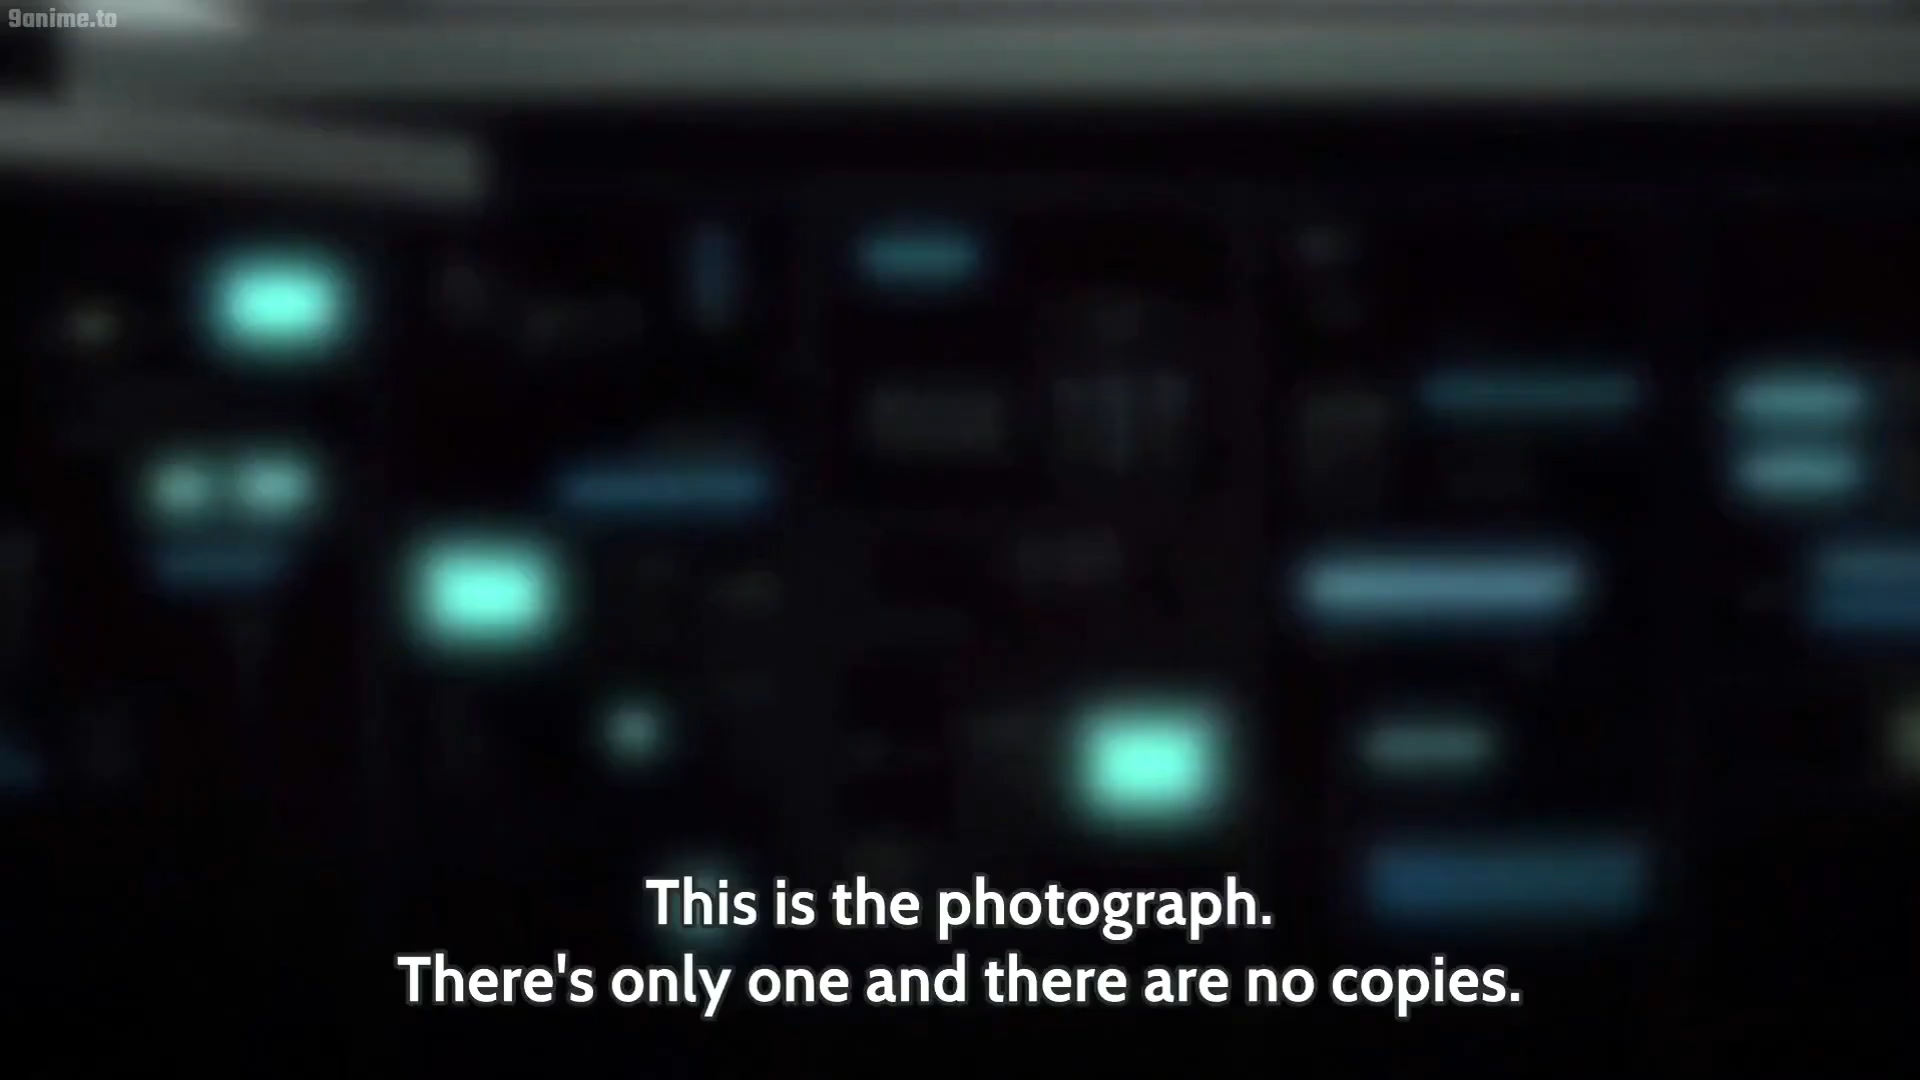 9anime.to
This is the photograph.
There's only one and there are no copies.